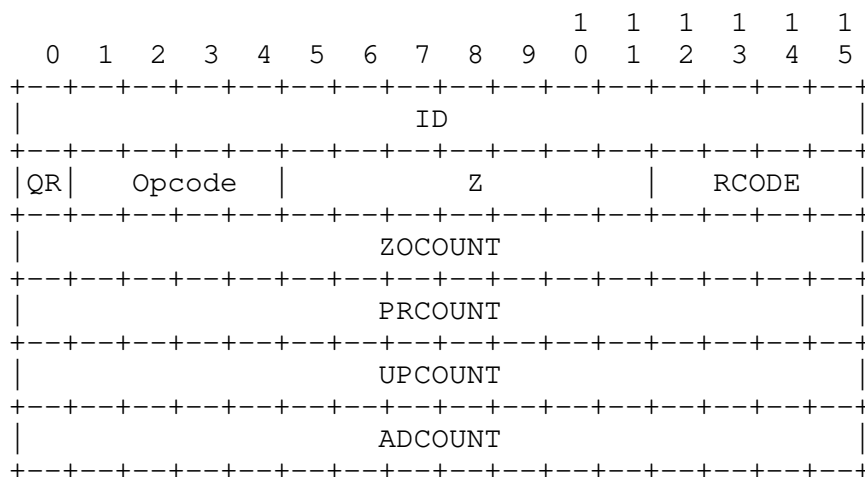 1 1 1 1 1 1
0 1 2 3 4 5 6 7 8 9 0 1 2 3 4 5
+--+--+--+--+--+--+--+--+--+--+--+--+--+--+--+--+
| ID |
+--+--+--+--+--+--+--+--+--+--+--+--+--+--+--+--+
|QR| Opcode | Z | RCODE |
+--+--+--+--+--+--+--+--+--+--+--+--+--+--+--+--+
| ZOCOUNT |
+--+--+--+--+--+--+--+--+--+--+--+--+--+--+--+--+
| PRCOUNT |
+--+--+--+--+--+--+--+--+--+--+--+--+--+--+--+--+
| UPCOUNT |
+--+--+--+--+--+--+--+--+--+--+--+--+--+--+--+--+
| ADCOUNT |
+--+--+--+--+--+--+--+--+--+--+--+--+--+--+--+--+